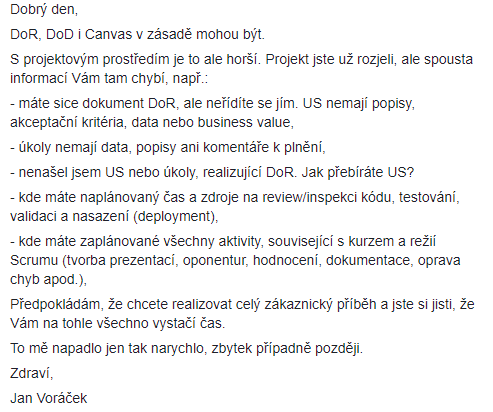 Dobrý den,
DoR, DoD i Canvas v zásadě mohou být.
S projektovým prostředím je to ale horší. Projekt jste už rozjeli, ale spousta
informací Vám tam chybí, např.:
- máte sice dokument DoR, ale neřídíte se jím. US nemají popisy,
akceptační kritéria, data nebo business value,
- úkoly nemají data, popisy ani komentáře k plnění,
- nenašel jsem US nebo úkoly, realizující DoR. Jak přebíráte US?
- kde máte naplánovaný čas a zdroje na review/inspekci kódu, testování,
validaci a nasazení (deployment),
- kde máte zaplánované všechny aktivity, související s kurzem a režií
Scrumu (tvorba prezentací, oponentur, hodnocení, dokumentace, oprava
chyb apod.),
Předpokládám, že chcete realizovat celý zákaznický příběh a jste si jisti, že
Vám na tohle všechno vystačí čas.
To mě napadlo jen tak narychlo, zbytek případně později.
Zdraví,
Jan Voráček